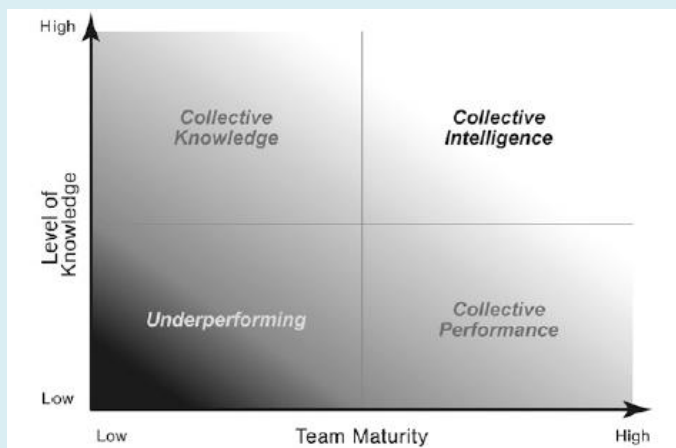 High
Collective
Knowledge
Collective
Intelligence
Level of
Knowledge
Underperforming
Collective
Performance
Low
Low
Team Maturity
High